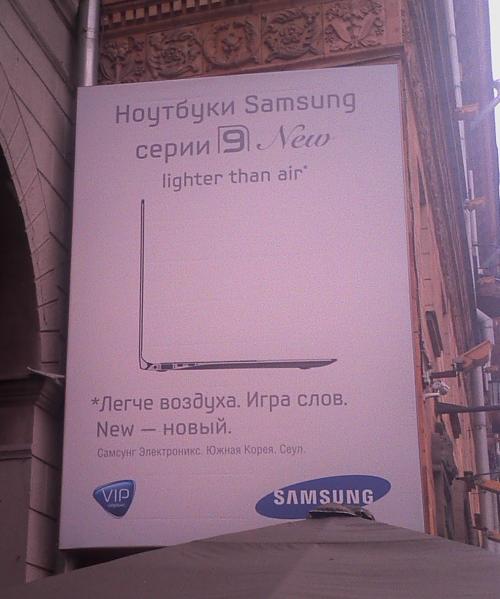 Ноутбуки Samsung
серии 9 New
lighter than air*
*Легче воздуха. Игра слов.
New — новый.
Самсунг Электроникс. Южная Корея. Сеул.
VIP
SAMSUNG